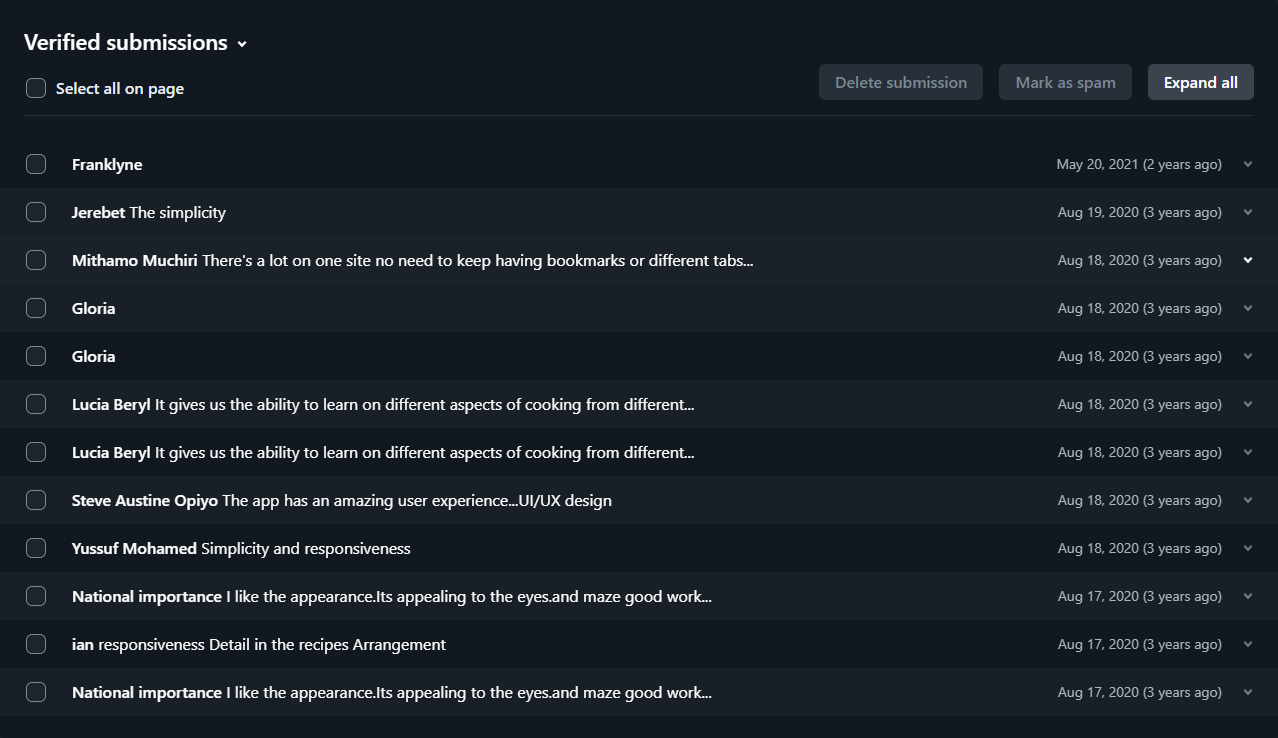 Verified submissions
Select all on page
Delete submission
Mark as spam
Expand all
Franklyne May 20, 2021 (2 years ago)
Jerebet The simplicity Aug 19, 2020 (3 years ago)
Mithamo Muchiri There's a lot on one site no need to keep having bookmarks or different tabs... Aug 18, 2020 (3 years ago)
Gloria Aug 18, 2020 (3 years ago)
Gloria Aug 18, 2020 (3 years ago)
Lucia Beryl It gives us the ability to learn on different aspects of cooking from different... Aug 18, 2020 (3 years ago)
Lucia Beryl It gives us the ability to learn on different aspects of cooking from different... Aug 18, 2020 (3 years ago)
Steve Austine Opiyo The app has an amazing user experience...UI/UX design Aug 18, 2020 (3 years ago)
Yussuf Mohamed Simplicity and responsiveness Aug 18, 2020 (3 years ago)
National importance I like the appearance.Its appealing to the eyes.and maze good work... Aug 17, 2020 (3 years ago)
ian responsiveness Detail in the recipes Arrangement Aug 17, 2020 (3 years ago)
National importance I like the appearance.Its appealing to the eyes.and maze good work... Aug 17, 2020 (3 years ago)